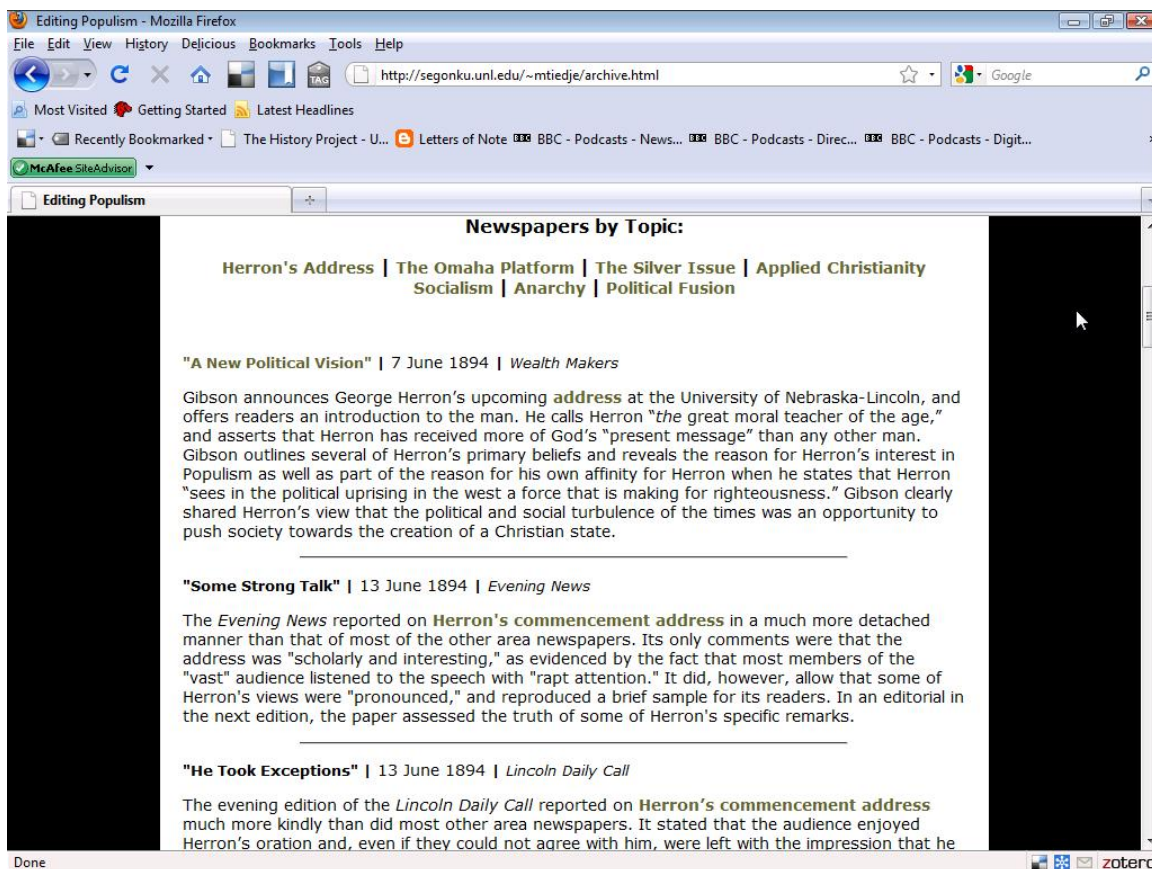 Editing Populism - Mozilla Firefox
File Edit View History Delicious Bookmarks Tools Help
TAG http://segonku.unl.edu/~mtiedje/archive.html Google
Most Visited Getting Started Latest Headlines
Recently Bookmarked The History Project - U... Letters of Note BBC BBC - Podcasts - News... BBC BBC - Podcasts - Direc... BBC BBC - Podcasts - Digit...
McAfee SiteAdvisor
Editing Populism
Newspapers by Topic:
Herron's Address | The Omaha Platform | The Silver Issue | Applied Christianity
Socialism | Anarchy | Political Fusion
"A New Political Vision" | 7 June 1894 | Wealth Makers
Gibson announces George Herron's upcoming address at the University of Nebraska-Lincoln, and
offers readers an introduction to the man. He calls Herron "the great moral teacher of the age,"
and asserts that Herron has received more of God's "present message" than any other man.
Gibson outlines several of Herron's primary beliefs and reveals the reason for Herron's interest in
Populism as well as part of the reason for his own affinity for Herron when he states that Herron
"sees in the political uprising in the west a force that is making for righteousness." Gibson clearly
shared Herron's view that the political and social turbulence of the times was an opportunity to
push society towards the creation of a Christian state.
"Some Strong Talk" | 13 June 1894 | Evening News
The Evening News reported on Herron's commencement address in a much more detached
manner than that of most of the other area newspapers. Its only comments were that the
address was "scholarly and interesting," as evidenced by the fact that most members of the
"vast" audience listened to the speech with "rapt attention." It did, however, allow that some of
Herron's views were "pronounced," and reproduced a brief sample for its readers. In an editorial in
the next edition, the paper assessed the truth of some of Herron's specific remarks.
"He Took Exceptions" | 13 June 1894 | Lincoln Daily Call
The evening edition of the Lincoln Daily Call reported on Herron's commencement address
much more kindly than did most other area newspapers. It stated that the audience enjoyed
Herron's oration and, even if they could not agree with him, were left with the impression that he
Done zotero